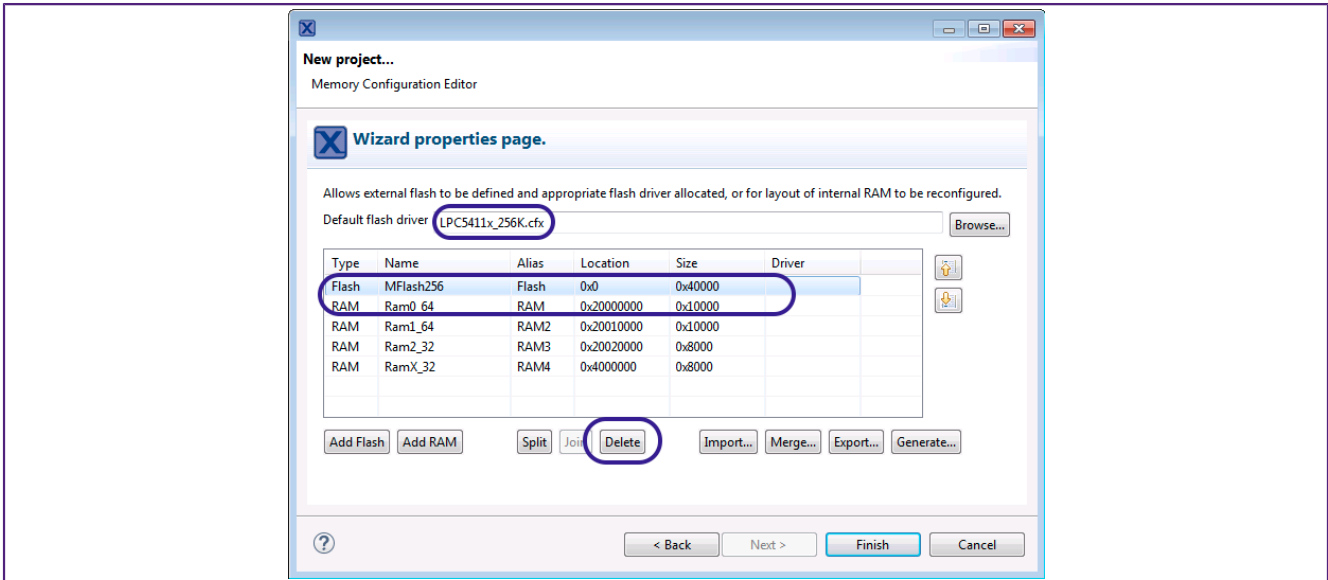 New project...
Memory Configuration Editor
Wizard properties page.
Allows external flash to be defined and appropriate flash driver allocated, or for layout of internal RAM to be reconfigured.
Default flash driver LPC5411x_256K.cfx Browse...
Type Name Alias Location Size Driver
Flash MFlash256 Flash 0x0 0x40000
RAM Ram0_64 RAM 0x20000000 0x10000
RAM Ram1_64 RAM2 0x20010000 0x10000
RAM Ram2_32 RAM3 0x20020000 0x8000
RAM RamX_32 RAM4 0x4000000 0x8000
Add Flash Add RAM Split Join Delete Import... Merge... Export... Generate...
? < Back Next > Finish Cancel